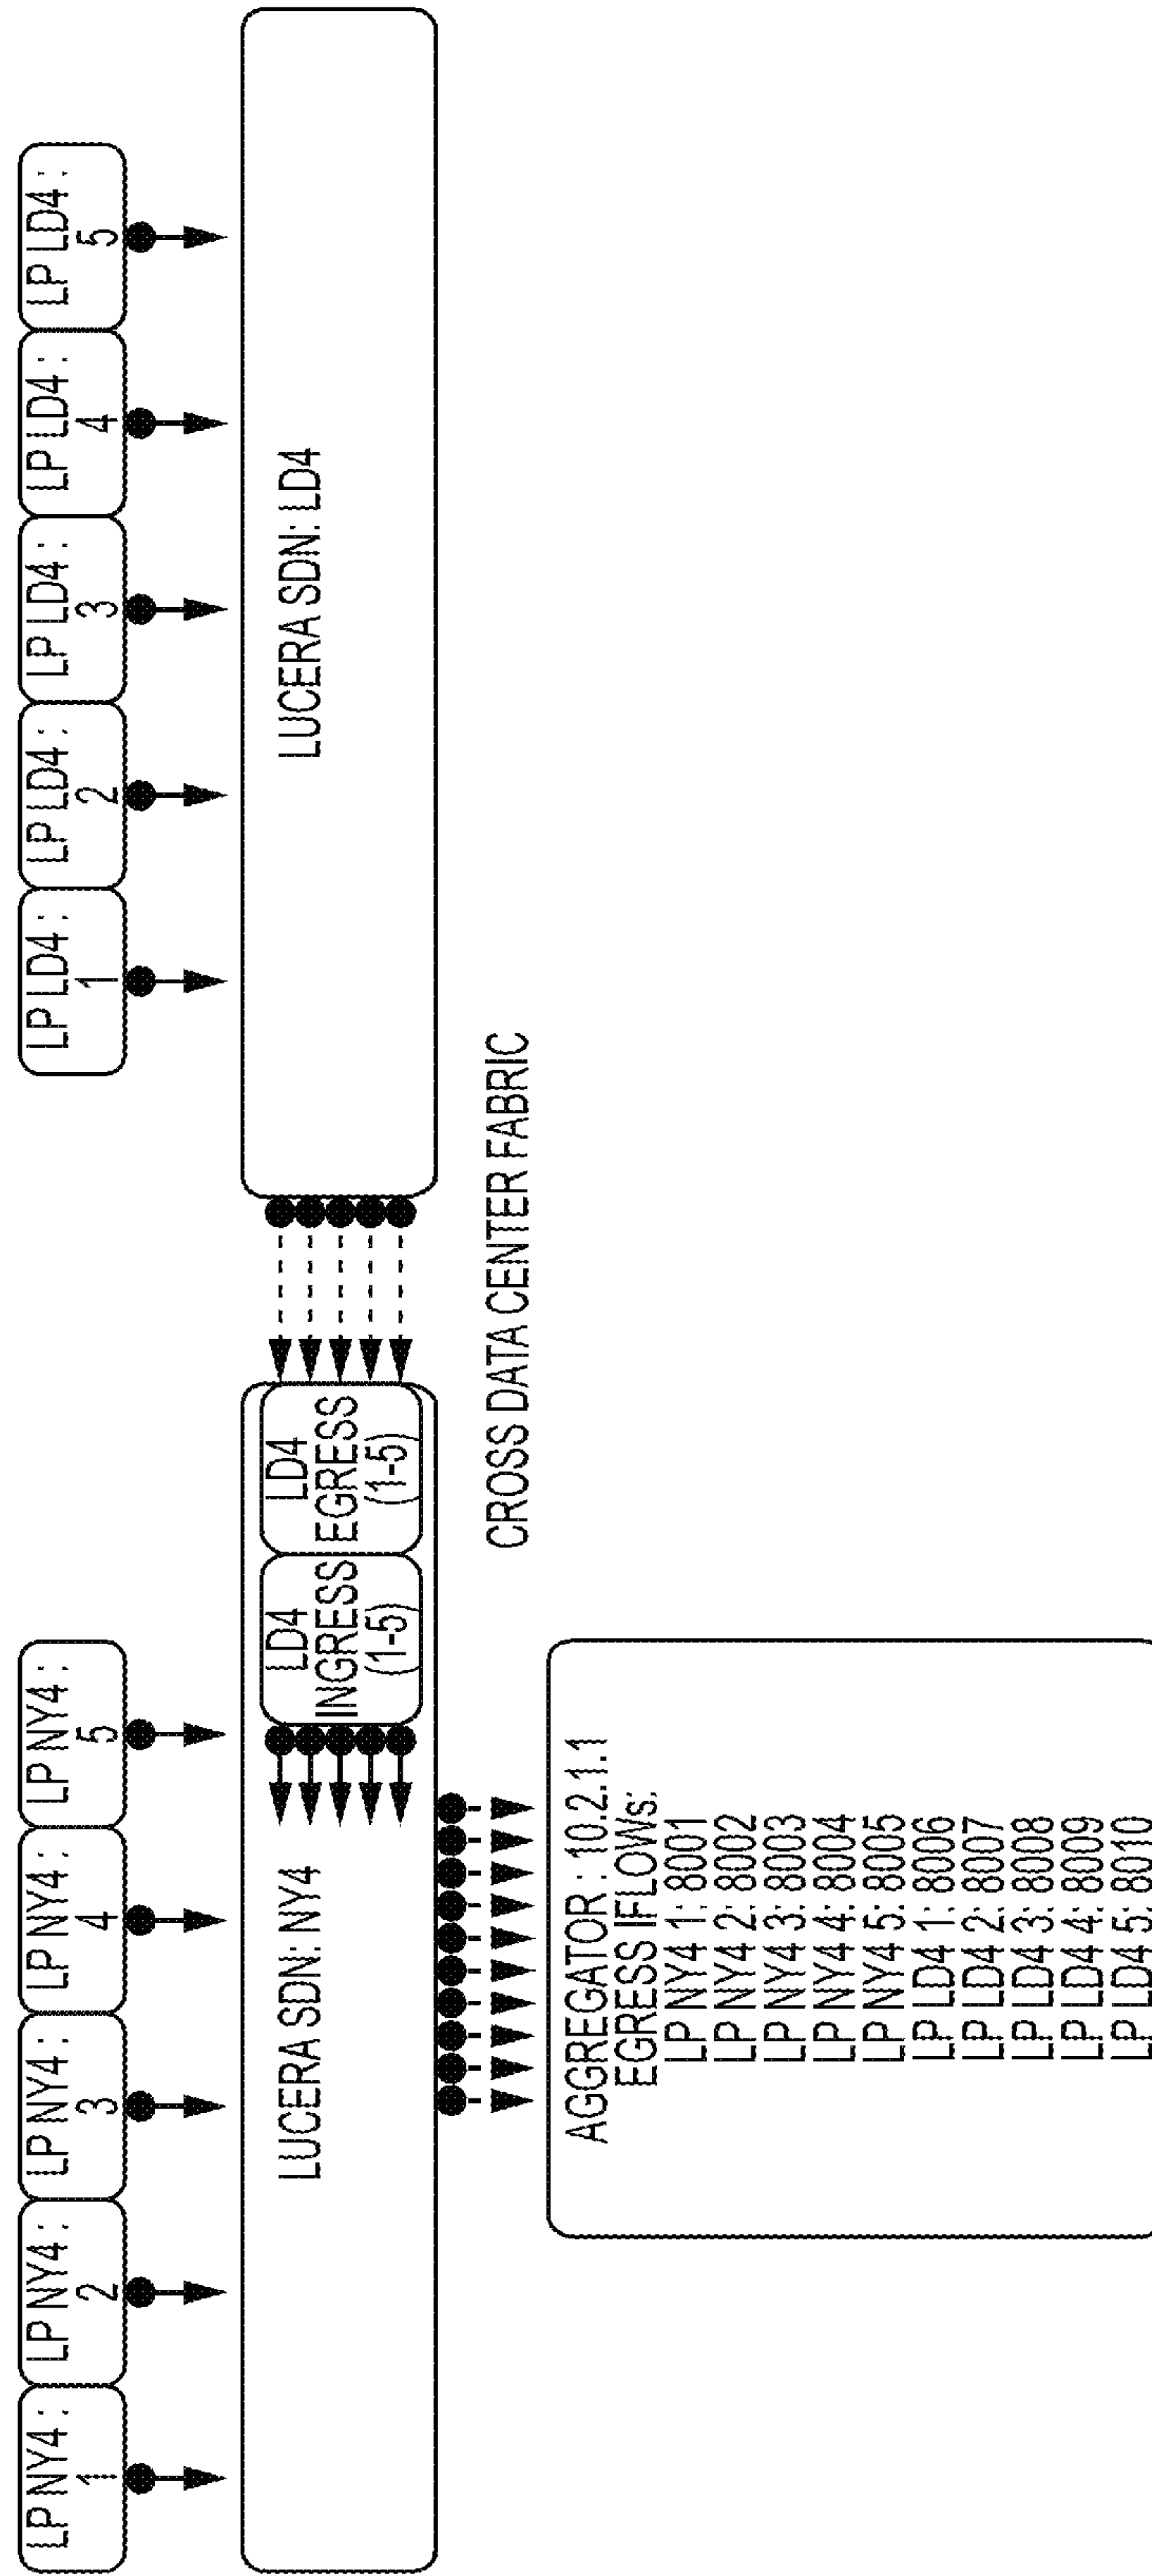 LP NY4 :
1
LP NY4 :
2
LP NY4 :
3
LP NY4 :
4
LP NY4 :
5
LP LD4 :
1
LP LD4 :
2
LP LD4 :
3
LP LD4 :
4
LP LD4 :
5
LUCERA SDN: NY4
LD4
INGRESS
(1-5)
LD4
EGRESS
(1-5)
LUCERA SDN: LD4
CROSS DATA CENTER FABRIC
AGGREGATOR : 10.2.1.1
EGRESS IFLOWs:
LP NY4 1: 8001
LP NY4 2: 8002
LP NY4 3: 8003
LP NY4 4: 8004
LP NY4 5: 8005
LP LD4 1: 8006
LP LD4 2: 8007
LP LD4 3: 8008
LP LD4 4: 8009
LP LD4 5: 8010